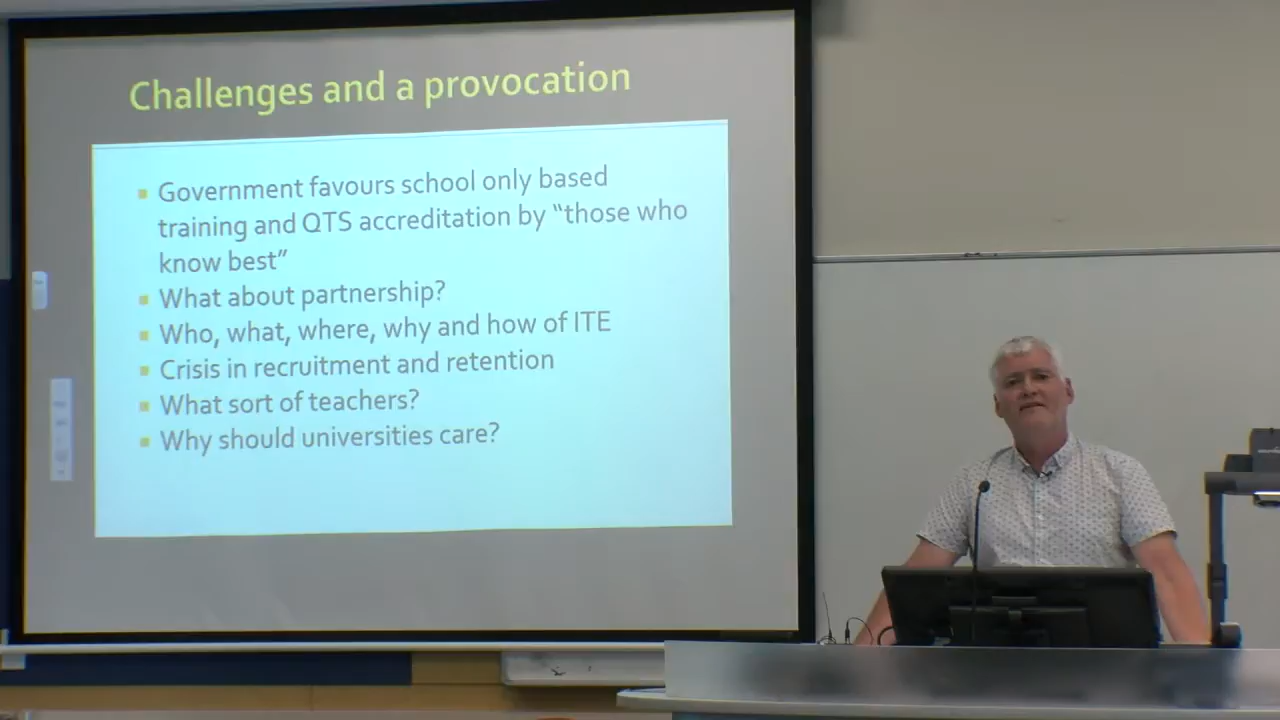 Challenges and a provocation
Government favours school only based
training and QTS accreditation by “those who
know best”
What about partnership?
Who, what, where, why and how of ITE
Crisis in recruitment and retention
What sort of teachers?
Why should universities care?